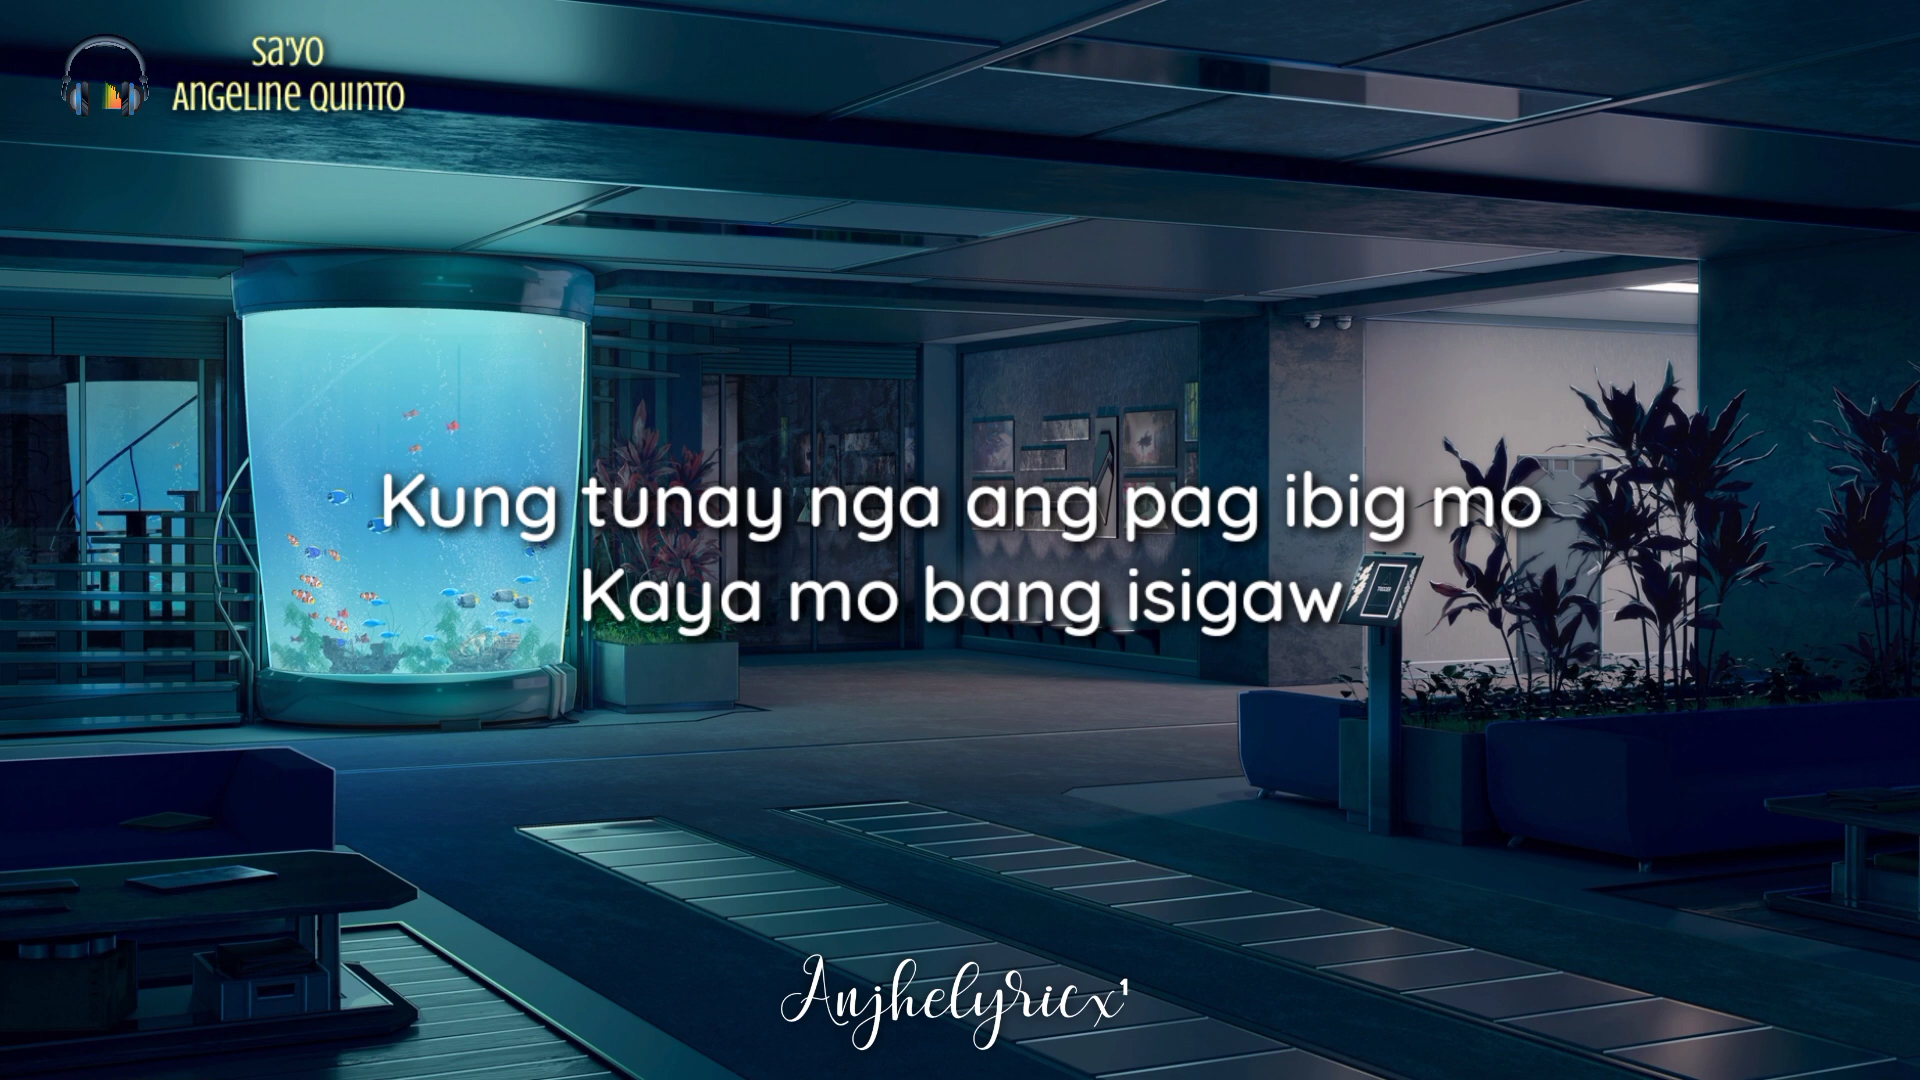 Sa'yo
Angeline Quinto
Kung tunay nga ang pag ibig mo
Kaya mo bang isigaw
Anjhelyricx¹